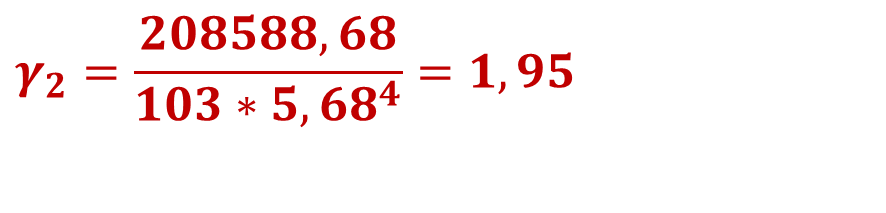 γ₂ = 208588,68 / 103 * 5,68⁴ = 1,95